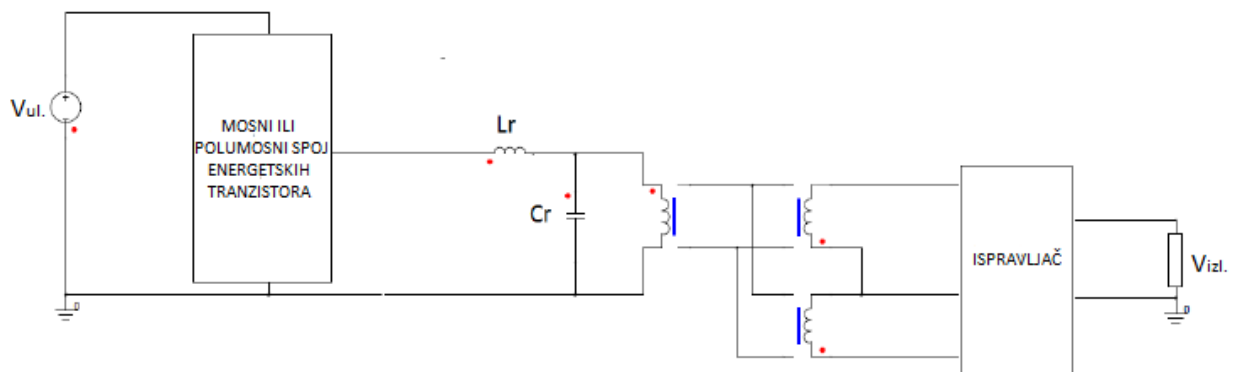 Vul.
MOSNI ILI
POLUMOSNI SPOJ
ENERGETSKIH
TRANZISTORA
Lr
Cr
ISPRAVLJAČ
Vizl.